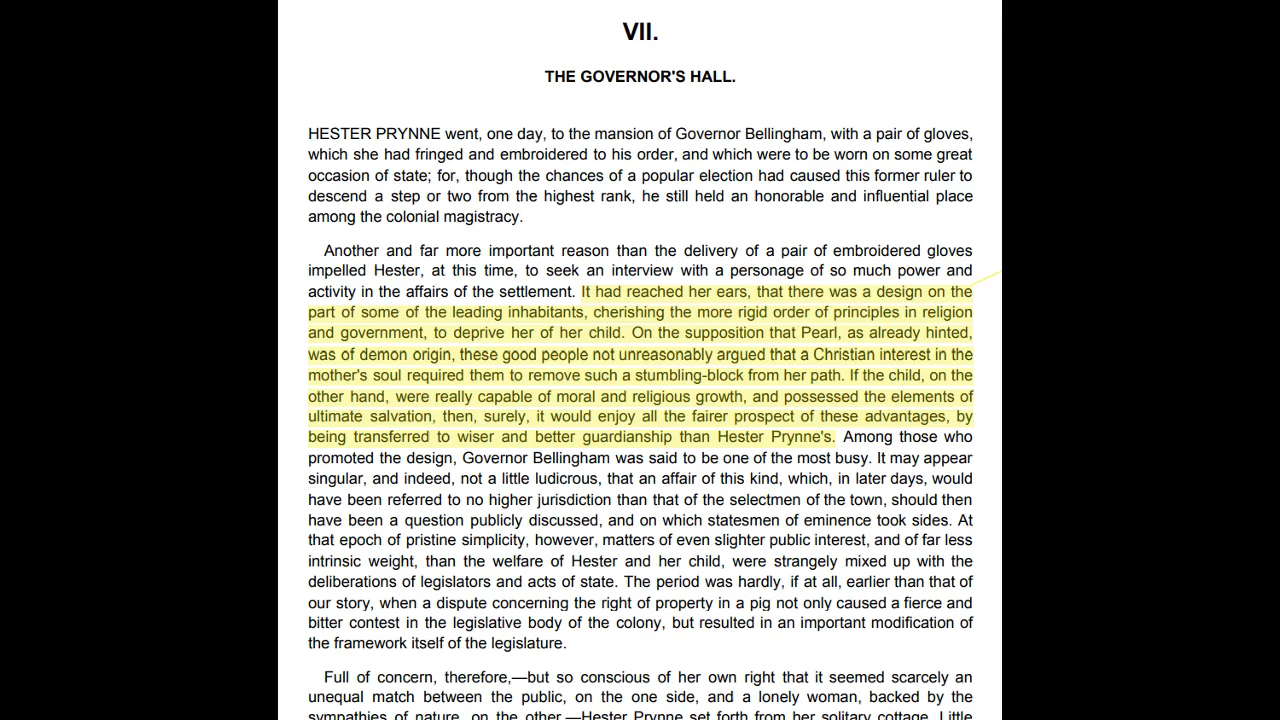 VII.
THE GOVERNOR'S HALL.
HESTER PRYNNE went, one day, to the mansion of Governor Bellingham, with a pair of gloves,
which she had fringed and embroidered to his order, and which were to be worn on some great
occasion of state; for, though the chances of a popular election had caused this former ruler to
descend a step or two from the highest rank, he still held an honorable and influential place
among the colonial magistracy.
Another and far more important reason than the delivery of a pair of embroidered gloves
impelled Hester, at this time, to seek an interview with a personage of so much power and
activity in the affairs of the settlement. It had reached her ears, that there was a design on the
part of some of the leading inhabitants, cherishing the more rigid order of principles in religion
and government, to deprive her of her child. On the supposition that Pearl, as already hinted,
was of demon origin, these good people not unreasonably argued that a Christian interest in the
mother's soul required them to remove such a stumbling-block from her path. If the child, on the
other hand, were really capable of moral and religious growth, and possessed the elements of
ultimate salvation, then, surely, it would enjoy all the fairer prospect of these advantages, by
being transferred to wiser and better guardianship than Hester Prynne's. Among those who
promoted the design, Governor Bellingham was said to be one of the most busy. It may appear
singular, and indeed, not a little ludicrous, that an affair of this kind, which, in later days, would
have been referred to no higher jurisdiction than that of the selectmen of the town, should then
have been a question publicly discussed, and on which statesmen of eminence took sides. At
that epoch of pristine simplicity, however, matters of even slighter public interest, and of far less
intrinsic weight, than the welfare of Hester and her child, were strangely mixed up with the
deliberations of legislators and acts of state. The period was hardly, if at all, earlier than that of
our story, when a dispute concerning the right of property in a pig not only caused a fierce and
bitter contest in the legislative body of the colony, but resulted in an important modification of
the framework itself of the legislature.
Full of concern, therefore,—but so conscious of her own right that it seemed scarcely an
unequal match between the public, on the one side, and a lonely woman, backed by the
sympathies of nature, on the other,—Hester Prynne set forth from her solitary cottage. Little